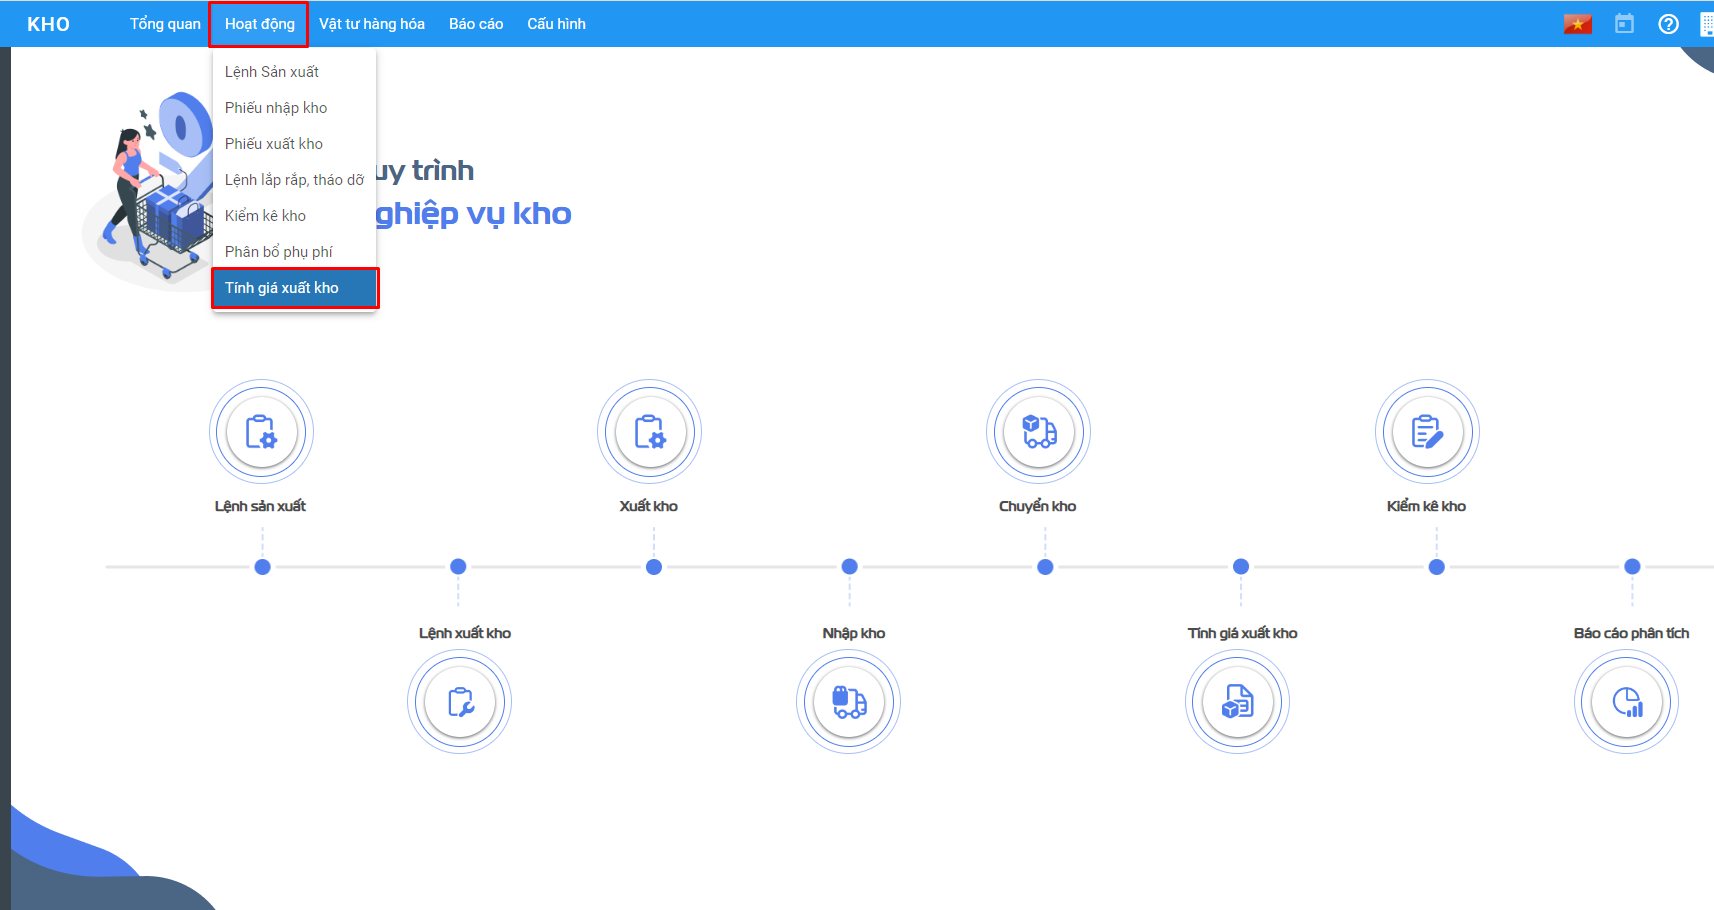 KHO Tổng quan Hoạt động Vật tư hàng hóa Báo cáo Cấu hình
Lệnh Sản xuất
Phiếu nhập kho
Phiếu xuất kho
Lệnh lắp rắp, tháo dỡ
Kiểm kê kho
Phân bổ phụ phí
Tính giá xuất kho
uy trình
ghiệp vụ kho
Lệnh sản xuất Xuất kho Chuyển kho Kiểm kê kho
Lệnh xuất kho Nhập kho Tính giá xuất kho Báo cáo phân tích